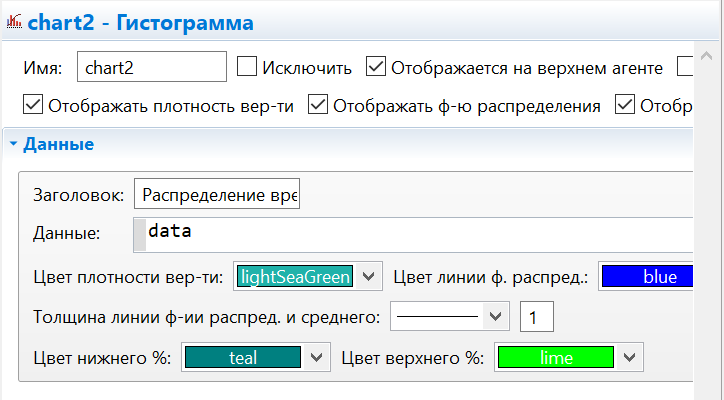 chart2 - Гистограмма
Имя: chart2 Исключить Отображается на верхнем агенте
Отображать плотность вер-ти Отображать ф-ю распределения Отобр
Данные
Заголовок: Распределение вре
Данные: data
Цвет плотности вер-ти: lightSeaGreen Цвет линии ф. распред.: blue
Толщина линии ф-ии распред. и среднего: 1
Цвет нижнего %: teal Цвет верхнего %: lime